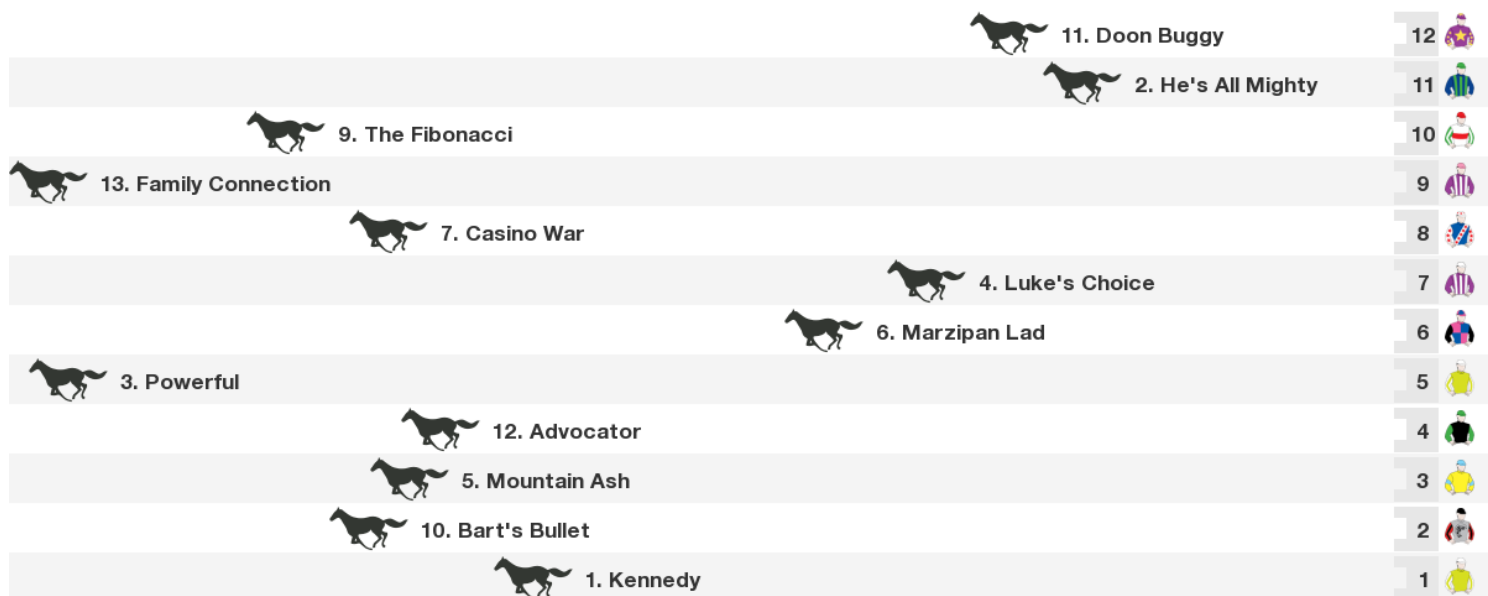 11. Doon Buggy 12
2. He's All Mighty 11
9. The Fibonacci 10
13. Family Connection 9
7. Casino War 8
4. Luke's Choice 7
6. Marzipan Lad 6
3. Powerful 5
12. Advocator 4
5. Mountain Ash 3
10. Bart's Bullet 2
1. Kennedy 1